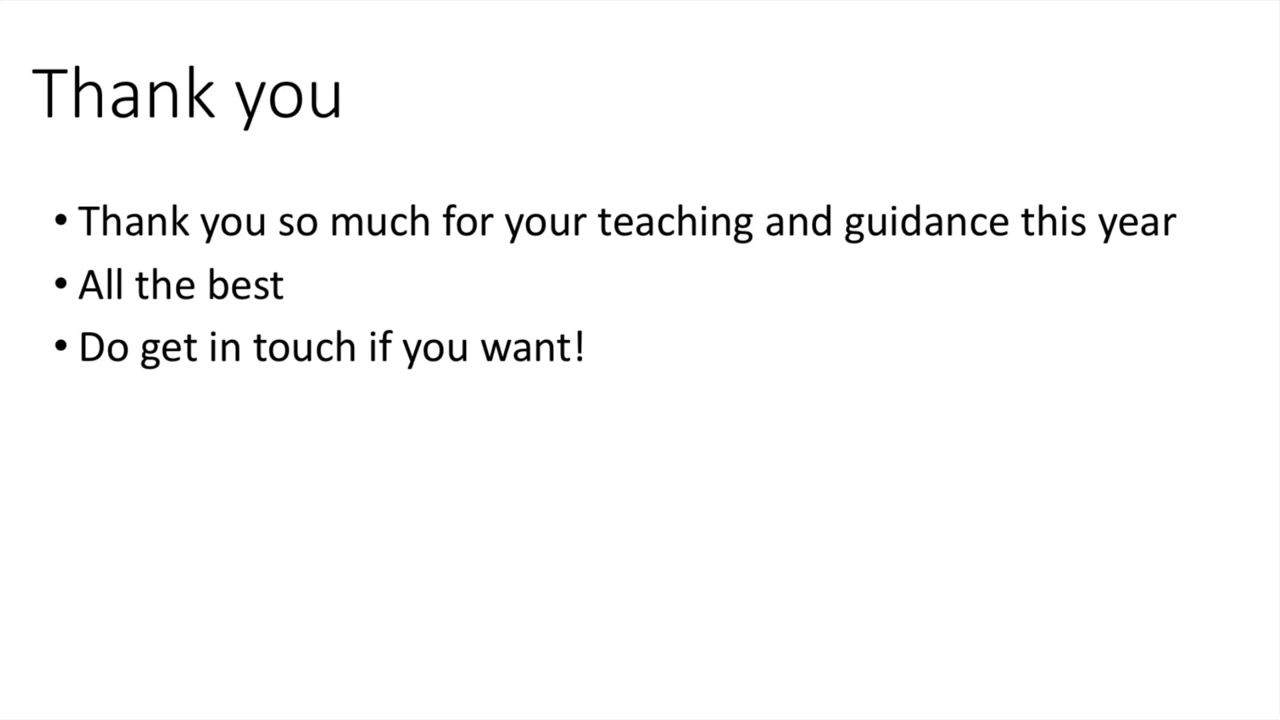 Thank you
• Thank you so much for your teaching and guidance this year
• All the best
• Do get in touch if you want!